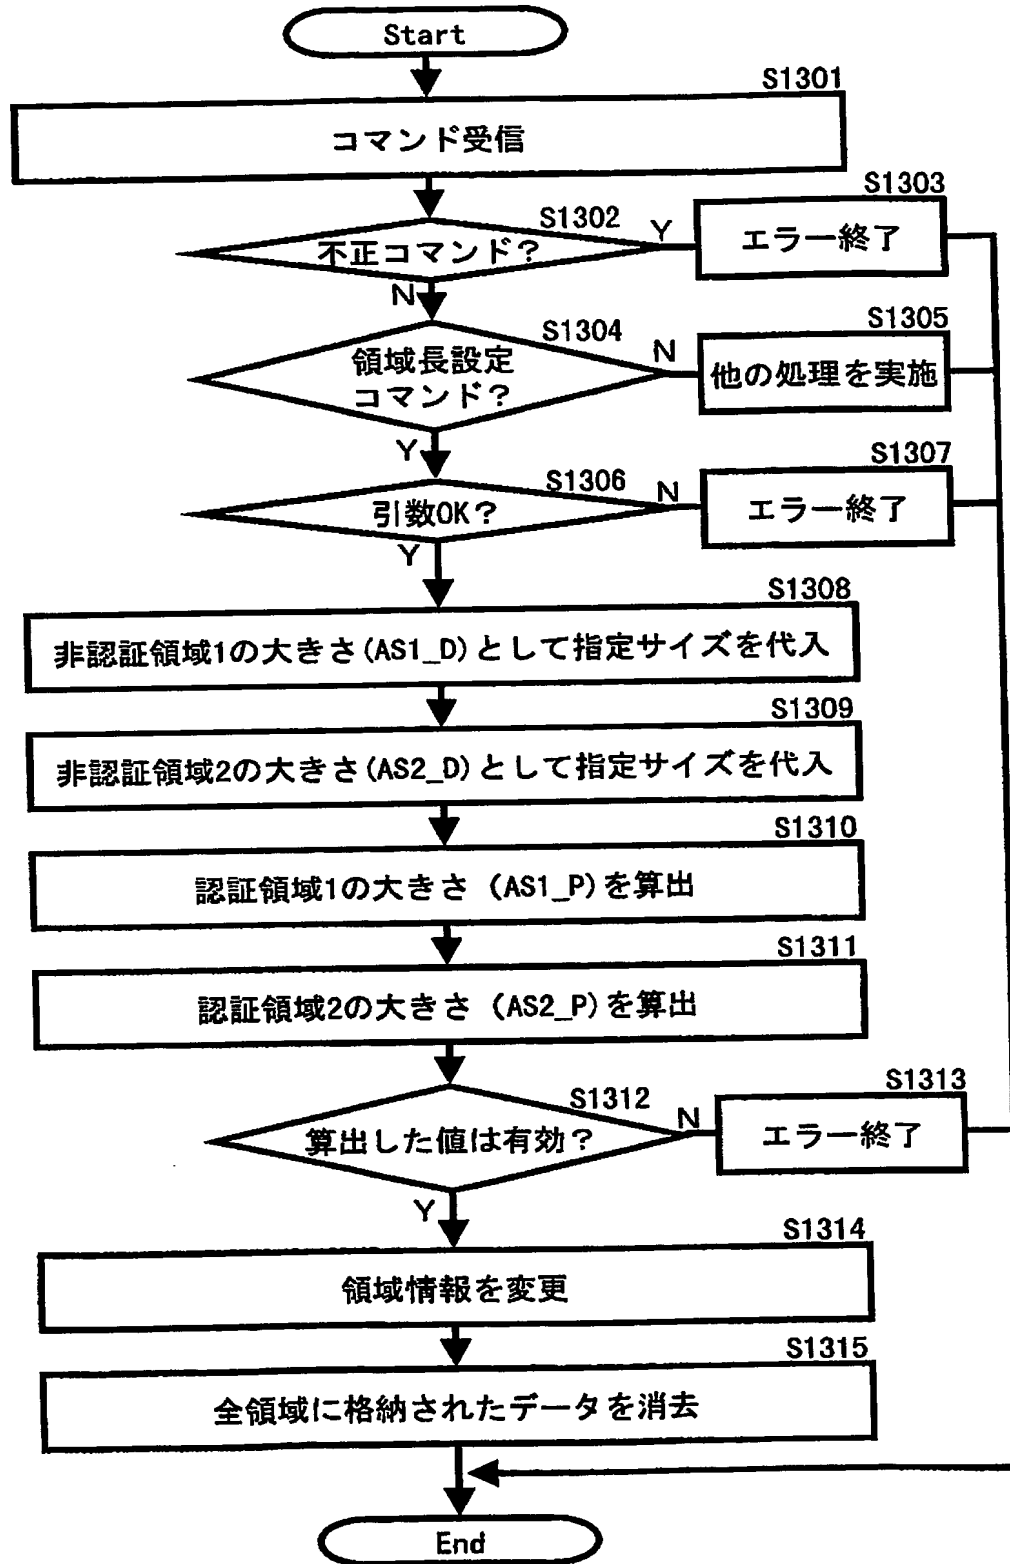 Start
S1301
コマンド受信
S1302
不正コマンド?
Y
S1303
エラー終了
N
S1304
領域長設定
コマンド?
N
S1305
他の処理を実施
Y
S1306
引数OK?
N
S1307
エラー終了
Y
S1308
非認証領域1の大きさ(AS1_D)として指定サイズを代入
S1309
非認証領域2の大きさ(AS2_D)として指定サイズを代入
S1310
認証領域1の大きさ (AS1_P)を算出
S1311
認証領域2の大きさ (AS2_P)を算出
S1312
算出した値は有効?
N
S1313
エラー終了
Y
S1314
領域情報を変更
S1315
全領域に格納されたデータを消去
End